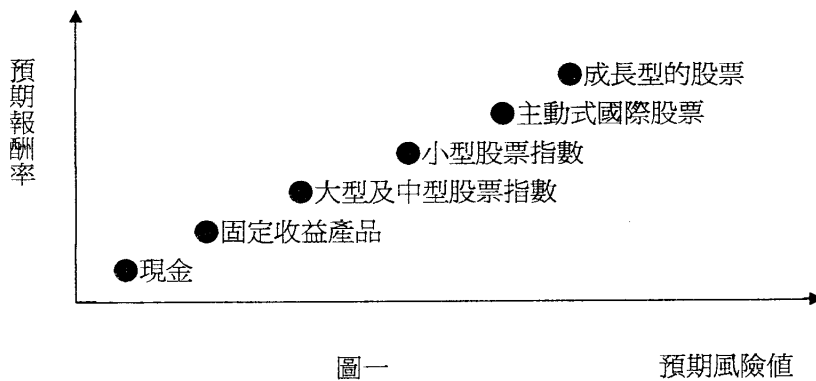 預期報酬率
成長型的股票
主動式國際股票
小型股票指數
大型及中型股票指數
固定收益產品
現金
圖一
預期風險值